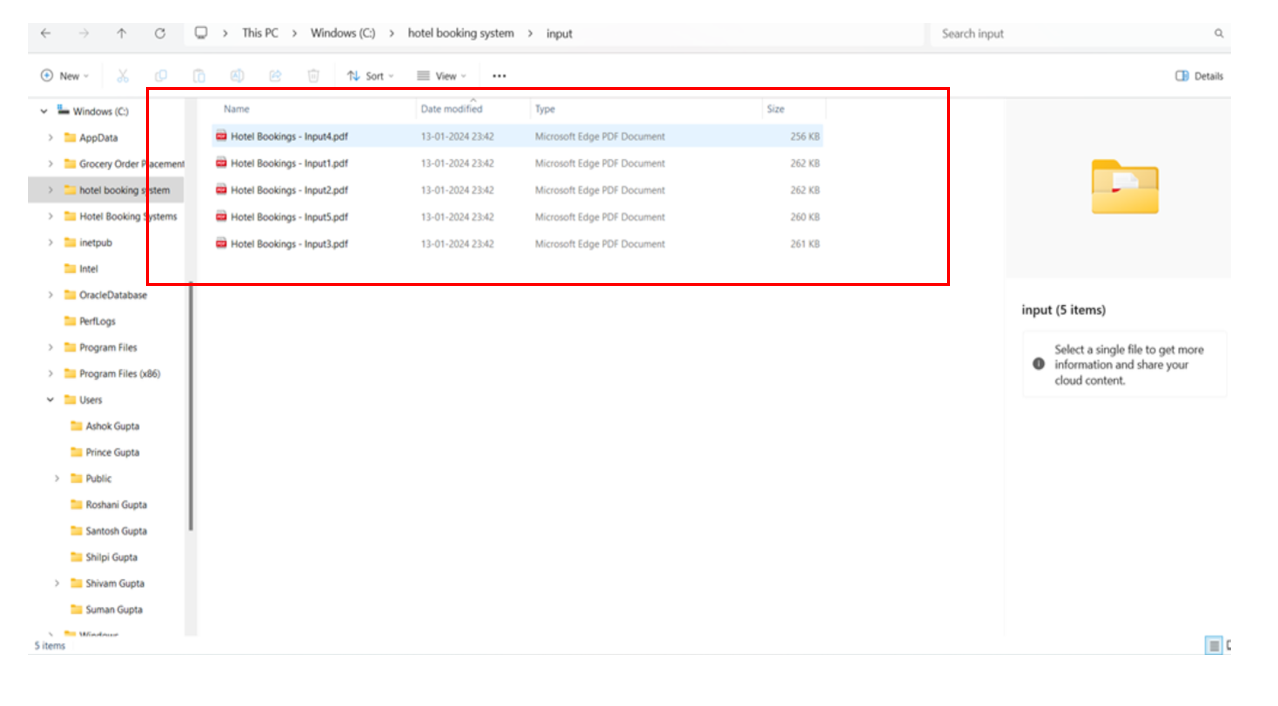 This PC > Windows (C:) > hotel booking system > input
Search input
New
Sort
View
...
Details
Windows (C:)
AppData
Grocery Order Placement
hotel booking system
Hotel Booking Systems
inetpub
Intel
OracleDatabase
PerfLogs
Program Files
Program Files (x86)
Users
Ashok Gupta
Prince Gupta
Public
Roshani Gupta
Santosh Gupta
Shilpi Gupta
Shivam Gupta
Suman Gupta
Windows
5 items
Name Date modified Type Size
Hotel Bookings - Input4.pdf 13-01-2024 23:42 Microsoft Edge PDF Document 256 KB
Hotel Bookings - Input1.pdf 13-01-2024 23:42 Microsoft Edge PDF Document 262 KB
Hotel Bookings - Input2.pdf 13-01-2024 23:42 Microsoft Edge PDF Document 262 KB
Hotel Bookings - Input5.pdf 13-01-2024 23:42 Microsoft Edge PDF Document 260 KB
Hotel Bookings - Input3.pdf 13-01-2024 23:42 Microsoft Edge PDF Document 261 KB
input (5 items)
Select a single file to get more
information and share your
cloud content.